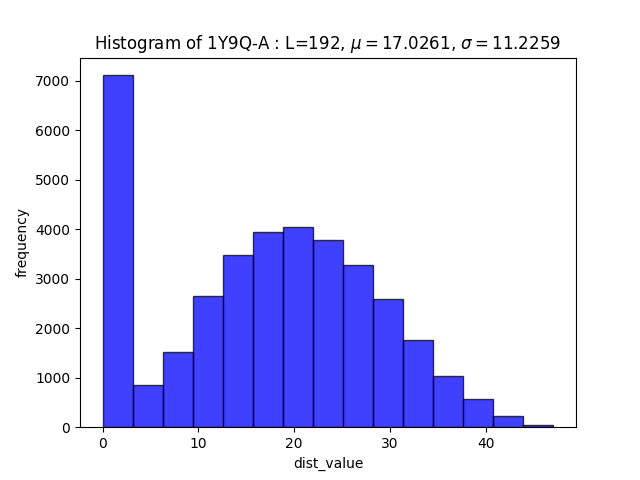 Histogram of 1Y9Q-A : L=192, μ = 17.0261, σ = 11.2259
7000
6000
5000
4000
3000
2000
1000
0
frequency
0 10 20 30 40
dist_value